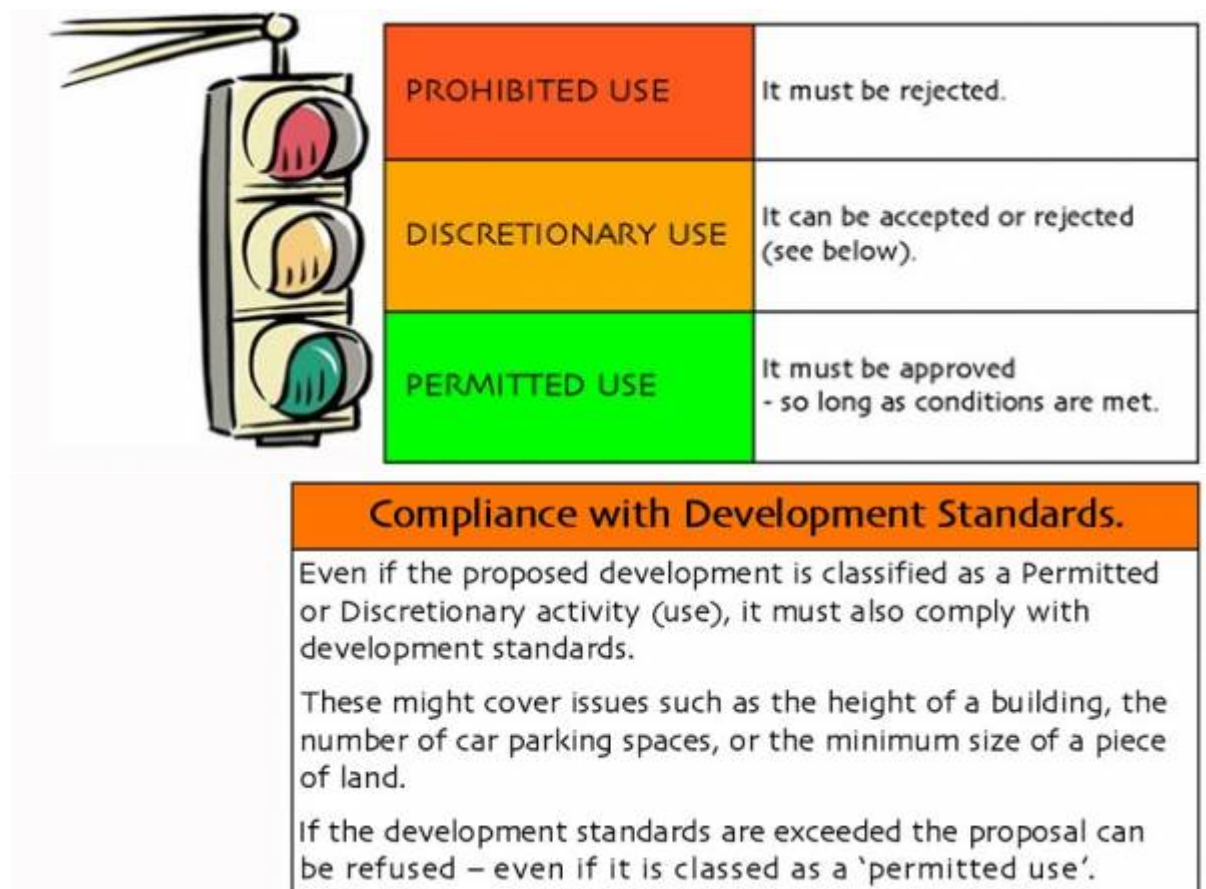 PROHIBITED USE
It must be rejected.
DISCRETIONARY USE
It can be accepted or rejected
(see below).
PERMITTED USE
It must be approved
- so long as conditions are met.
Compliance with Development Standards.
Even if the proposed development is classified as a Permitted
or Discretionary activity (use), it must also comply with
development standards.
These might cover issues such as the height of a building, the
number of car parking spaces, or the minimum size of a piece
of land.
If the development standards are exceeded the proposal can
be refused – even if it is classed as a ‘permitted use’.